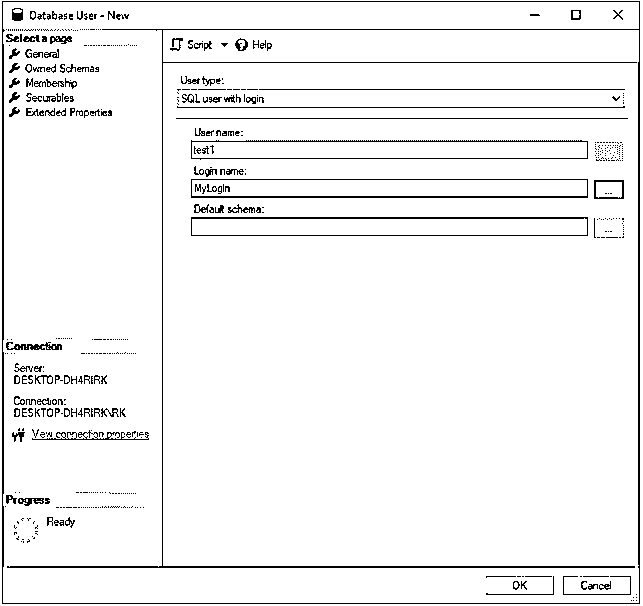 Database User - New
Select a page
General
Owned Schemas
Membership
Securables
Extended Properties
Script
Help
User type:
SQL user with login
User name:
test1
Login name:
MyLogin
...
Default schema:
...
Connection
Server:
DESKTOP-DH4RIRK
Connection:
DESKTOP-DH4RIRK\RK
View connection properties
Progress
Ready
OK
Cancel